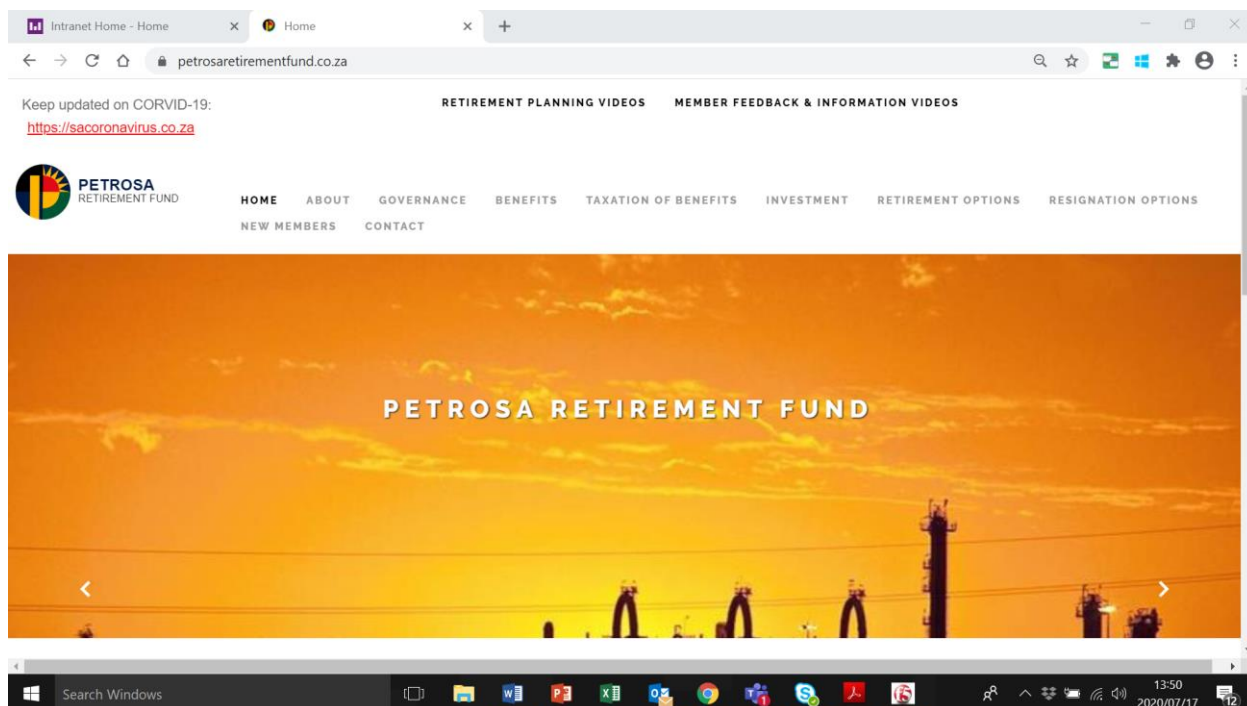 Intranet Home - Home
Home
petrosaretirementfund.co.za
Keep updated on CORVID-19:
https://sacoronavirus.co.za
RETIREMENT PLANNING VIDEOS MEMBER FEEDBACK & INFORMATION VIDEOS
PETROSA
RETIREMENT FUND
HOME ABOUT GOVERNANCE BENEFITS TAXATION OF BENEFITS INVESTMENT RETIREMENT OPTIONS RESIGNATION OPTIONS
NEW MEMBERS CONTACT
PETROSA RETIREMENT FUND
Search Windows
13:50
2020/07/17
12